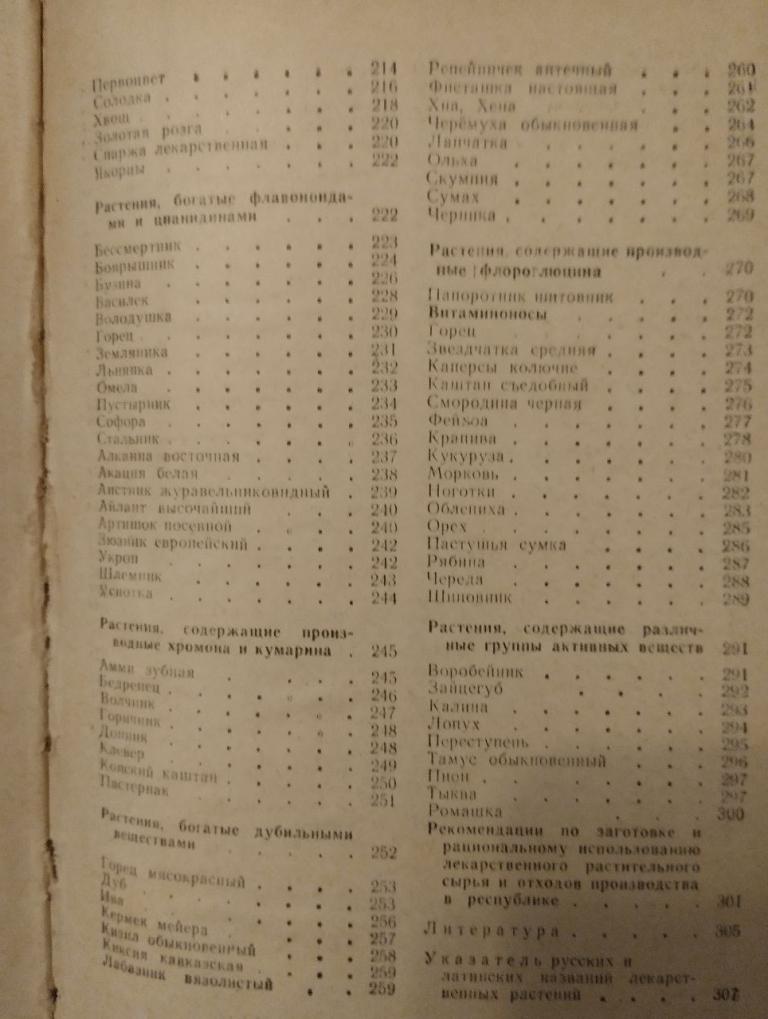 Первоцвет . . . . . . 214
Солодка . . . . . . 216
Хвощ . . . . . . 218
Золотая розга . . . . 220
Спаржа лекарственная . . . 220
Якорцы . . . . . . 222
Растения, богатые флавоноида-
ми и цианидинами . . . 222
Бессмертник . . . . . 223
Боярышник . . . . . 224
Бузина . . . . . . 226
Василек . . . . . . 228
Володушка . . . . . 229
Горец . . . . . . 230
Земляника . . . . . 231
Льнянка . . . . . . 232
Омела . . . . . . 233
Пустырник . . . . . 234
Софора . . . . . . 235
Стальник . . . . . . 236
Алканна восточная . . . . 237
Акация белая . . . . 238
Аистник журавельниковидный . 239
Айлант высочайший . . . 240
Артишок посевной . . . . 240
Зюзник европейский . . . . 242
Укроп . . . . . . 242
Шлемник . . . . . 243
Яснотка . . . . . . 244
Растения, содержащие произ-
водные хромона и кумарина . 245
Амми зубная . . . . 245
Бедренец . . . . . . 246
Волчник . . . . . . 247
Горичник . . . . . . 248
Донник . . . . . . 248
Клевер . . . . . . 249
Конский каштан . . . . 250
Пастернак . . . . . 251
Растения, богатые дубильными
веществами . . . . 252
Горец мясокрасный . . . . 253
Дуб . . . . . . 253
Ива . . . . . . 256
Кермек мейера . . . . 257
Кизил обыкновенный . . . 258
Киксия кавказская . . . . 259
Лабазник вязолистый . . 259
Репейничек аптечный . . . 260
Фисташка настоящая . . . 261
Хна, Хена . . . . 262
Черёмуха обыкновенная . . 264
Лапчатка . . . . . 266
Ольха . . . . . . 267
Скумпия . . . . . . 267
Сумах . . . . . . 268
Черника . . . . . . 269
Растения, содержащие производ-
ные флороглюцина . . 270
Папоротник щитовник . . . 270
Витаминоносы . . . . 272
Горец . . . . . . 272
Звездчатка средняя . . . . 273
Каперсы колючие . . . . 274
Каштан съедобный . . . . 275
Смородина черная . . . . 276
Фейхоа . . . . . . 277
Крапива . . . . . . 278
Кукуруза . . . . . . 280
Морковь . . . . . . 281
Ноготки . . . . . . 282
Облепиха . . . . . . 283
Орех . . . . . . 285
Пастушья сумка . . . . 286
Рябина . . . . . . 287
Череда . . . . . . 288
Шиповник . . . . . 289
Растения, содержащие различ-
ные группы активных веществ 291
Воробейник . . . . . 291
Зайцегуб . . . . 292
Калина . . . . . . 293
Лопух . . . . . . 294
Переступень . . . . . 295
Тамус обыкновенный . . . 296
Пион . . . . . . 297
Тыква . . . . . . 297
Ромашка . . . 300
Рекомендации по заготовке и
рациональному использованию
лекарственного растительного
сырья и отходов производства
в республике . . . . . 301
Литература . . . . . 305
Указатель русских и
латинских названий лекарст-
венных растений . . . . 307